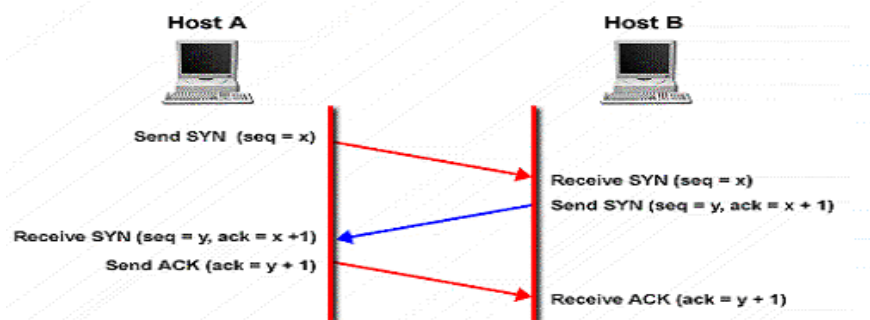 Host A
Host B
Send SYN (seq = x)
Receive SYN (seq = x)
Send SYN (seq = y, ack = x + 1)
Receive SYN (seq = y, ack = x +1)
Send ACK (ack = y + 1)
Receive ACK (ack = y + 1)